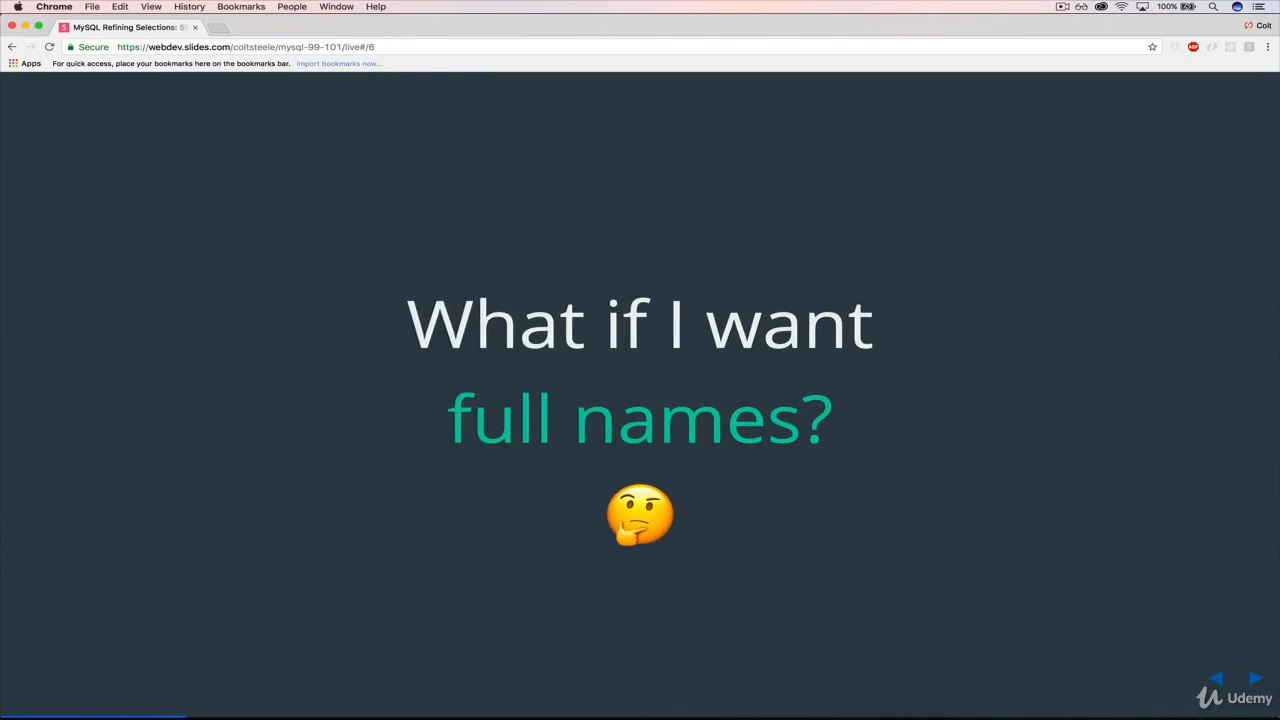 Chrome File Edit View History Bookmarks People Window Help 100%
MySQL Refining Selections: Sl Colt
Secure https://webdev.slides.com/coltsteele/mysql-99-101/live#/6 ABP
Apps For quick access, place your bookmarks here on the bookmarks bar. Import bookmarks now...
What if I want
full names?
Udemy